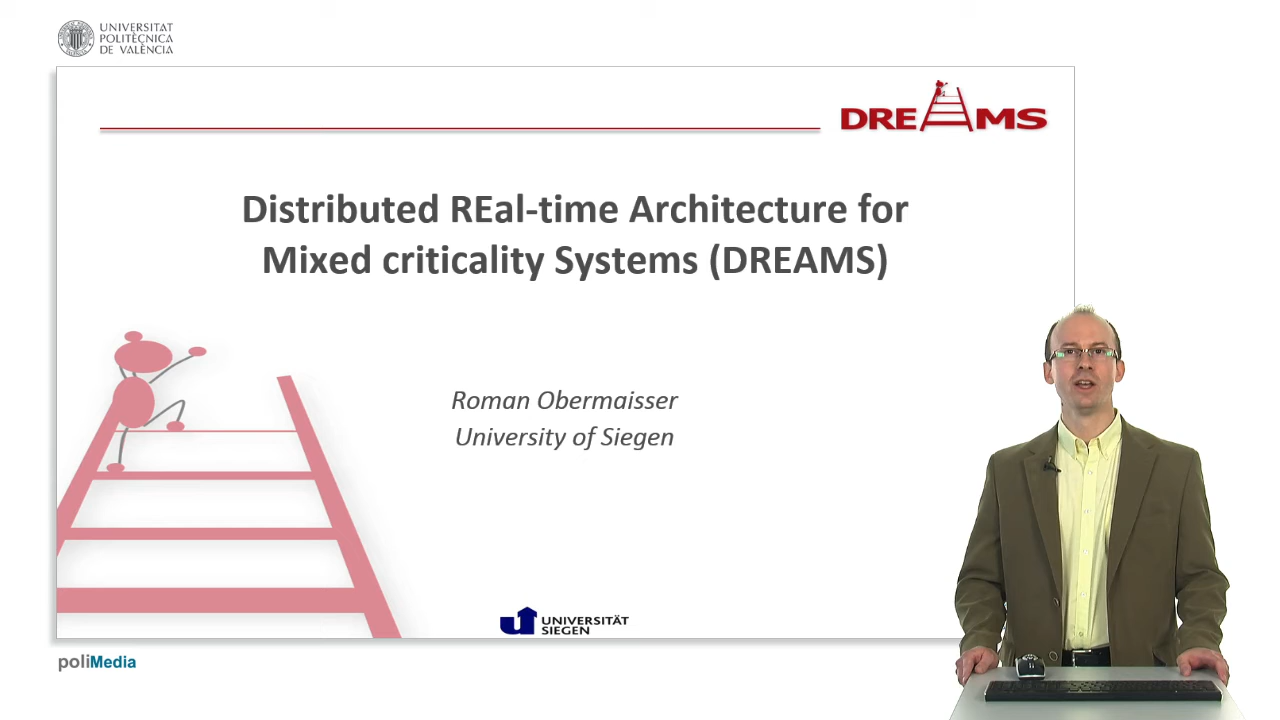 UNIVERSITAT
POLITÈCNICA
DE VALÈNCIA
DREAMS
Distributed REal-time Architecture for
Mixed criticality Systems (DREAMS)
Roman Obermaisser
University of Siegen
UNIVERSITÄT
SIEGEN
poliMedia